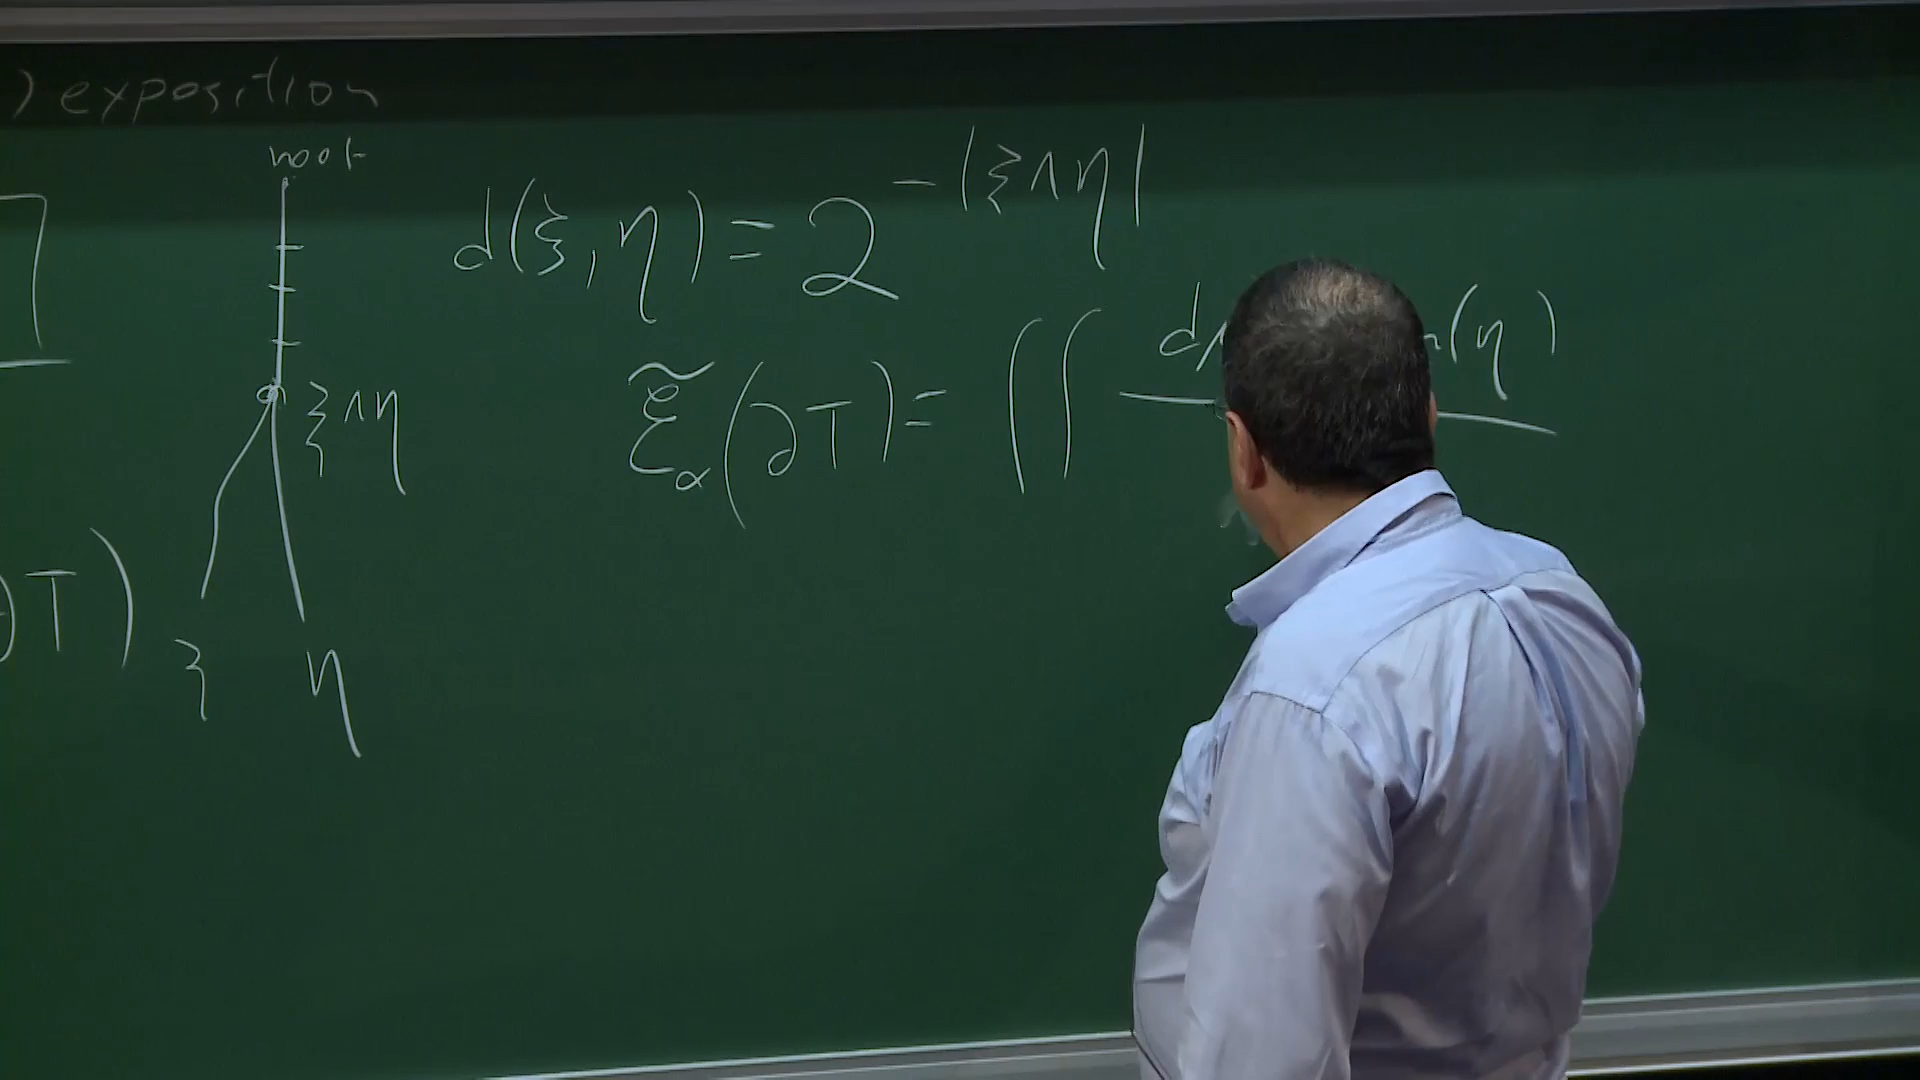 ) exposition
root
d(ξ,η) = 2^{-|ξ∧η|}
ξ∧η
Ẽ_α(∂T) = ∫∫ d (η)
∂T)
ξ η